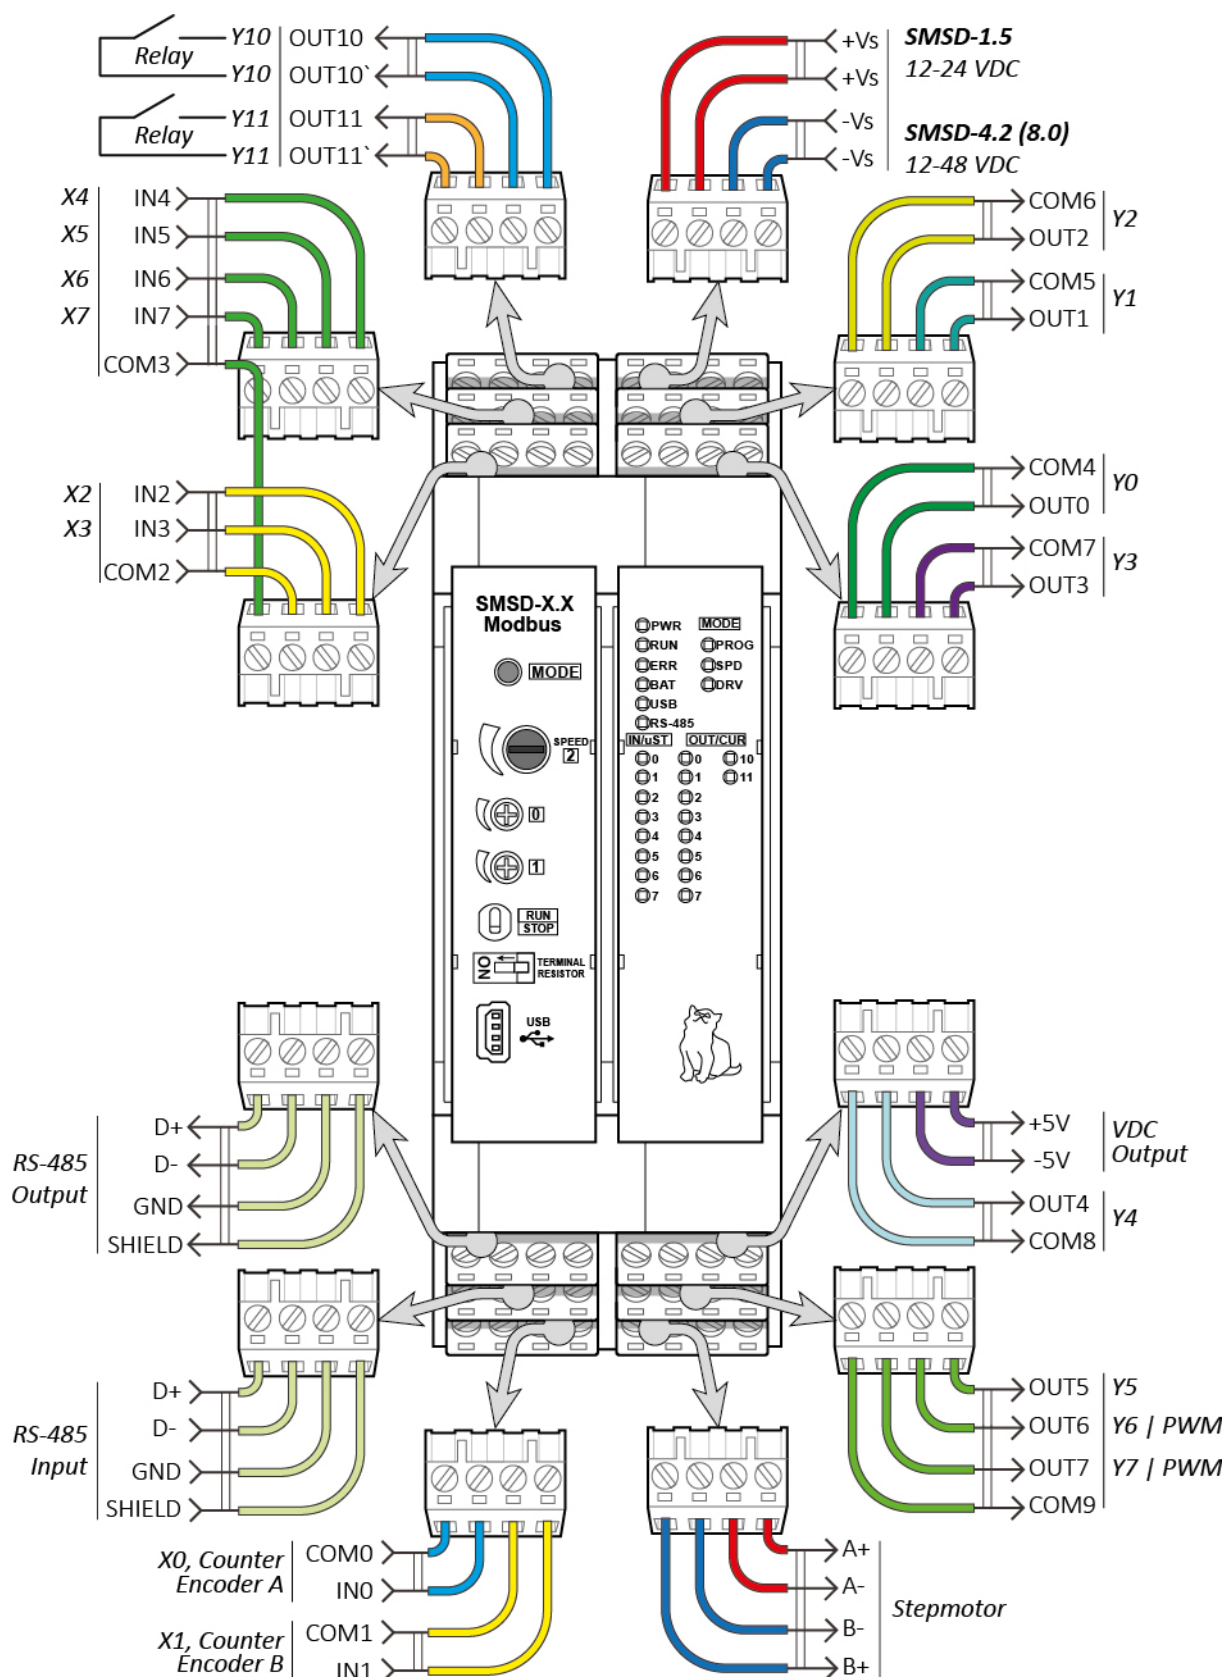 Relay
Y10 OUT10
Y10 OUT10`
Relay
Y11 OUT11
Y11 OUT11`
+Vs
+Vs
-Vs
-Vs
SMSD-1.5
12-24 VDC
SMSD-4.2 (8.0)
12-48 VDC
X4 IN4
X5 IN5
X6 IN6
X7 IN7
COM3
COM6
OUT2
Y2
COM5
OUT1
Y1
X2 IN2
X3 IN3
COM2
COM4
OUT0
Y0
COM7
OUT3
Y3
SMSD-X.X
Modbus
MODE
SPEED
2
0
1
RUN
STOP
NO
TERMINAL
RESISTOR
USB
PWR MODE
RUN PROG
ERR SPD
BAT DRV
USB
RS-485
IN/uST OUT/CUR
0 0 10
1 1 11
2 2
3 3
4 4
5 5
6 6
7 7
RS-485
Output
D+
D-
GND
SHIELD
+5V
-5V
VDC
Output
OUT4
COM8
Y4
RS-485
Input
D+
D-
GND
SHIELD
OUT5 Y5
OUT6 Y6 | PWM
OUT7 Y7 | PWM
COM9
X0, Counter
Encoder A
COM0
IN0
X1, Counter
Encoder B
COM1
IN1
A+
A-
B-
B+
Stepmotor